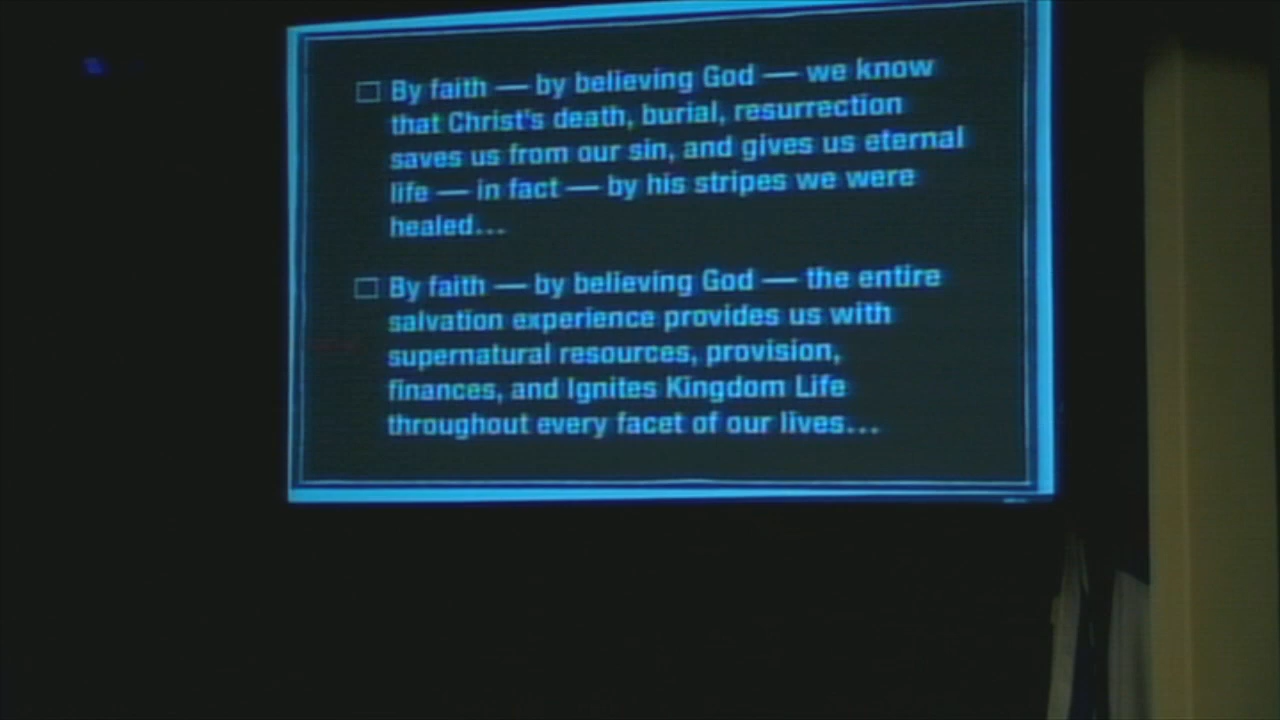 By faith — by believing God — we know
that Christ's death, burial, resurrection
saves us from our sin, and gives us eternal
life — in fact — by his stripes we were
healed...
By faith — by believing God — the entire
salvation experience provides us with
supernatural resources, provision,
finances, and Ignites Kingdom Life
throughout every facet of our lives...